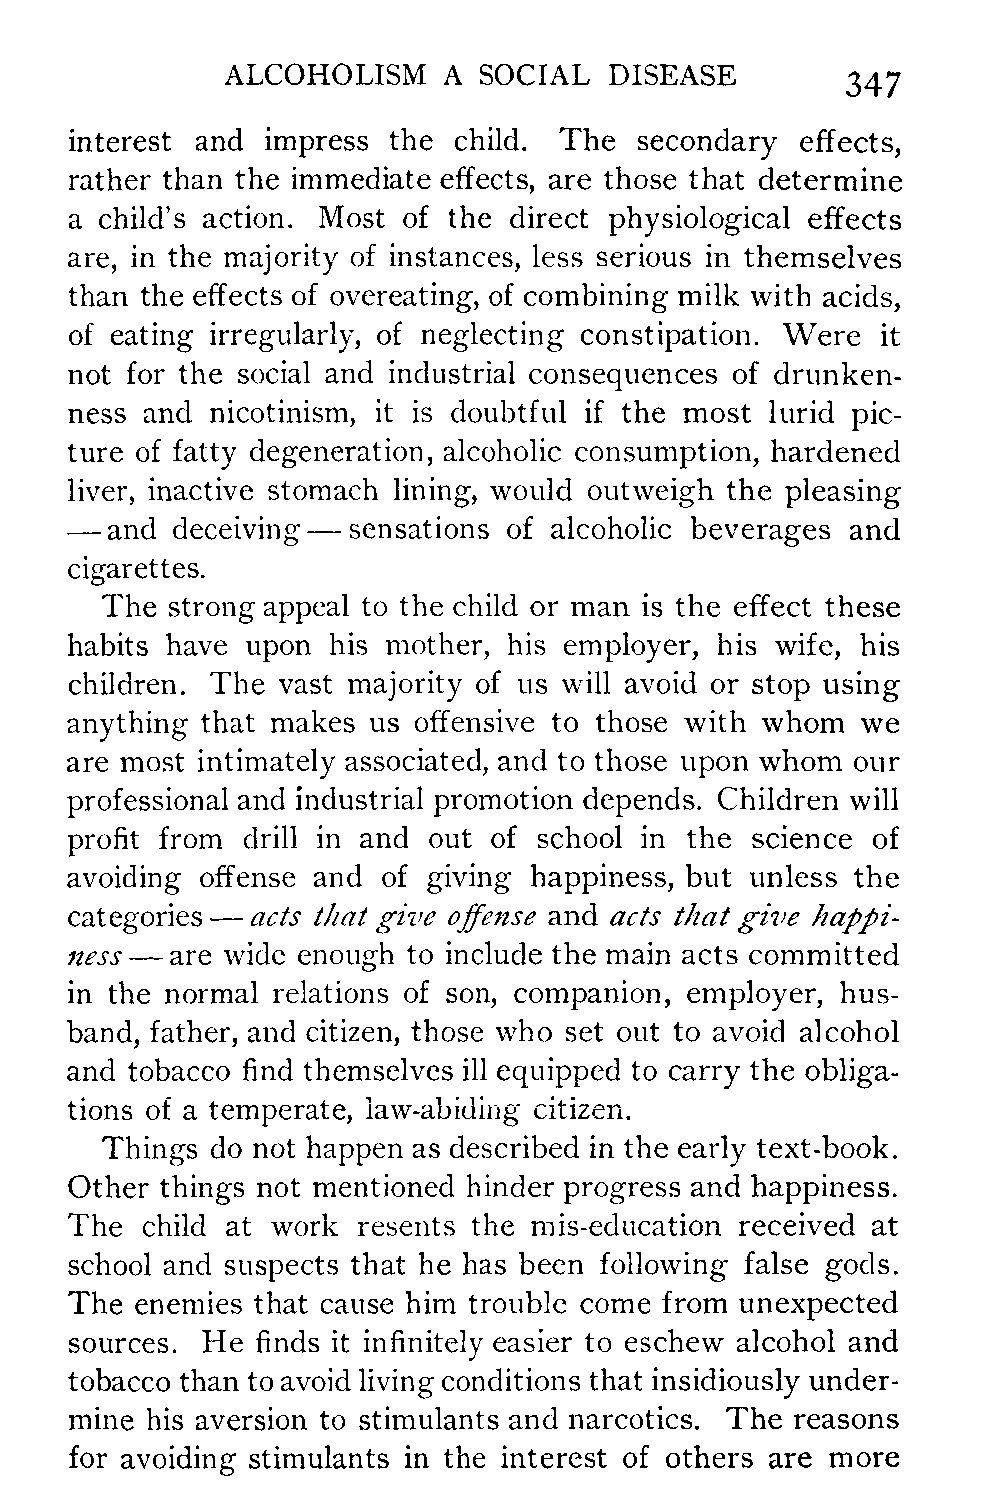 ALCOHOLISM A SOCIAL DISEASE 347
interest and impress the child. The secondary effects,
rather than the immediate effects, are those that determine
a child's action. Most of the direct physiological effects
are, in the majority of instances, less serious in themselves
than the effects of overeating, of combining milk with acids,
of eating irregularly, of neglecting constipation. Were it
not for the social and industrial consequences of drunken-
ness and nicotinism, it is doubtful if the most lurid pic-
ture of fatty degeneration, alcoholic consumption, hardened
liver, inactive stomach lining, would outweigh the pleasing
— and deceiving — sensations of alcoholic beverages and
cigarettes.
The strong appeal to the child or man is the effect these
habits have upon his mother, his employer, his wife, his
children. The vast majority of us will avoid or stop using
anything that makes us offensive to those with whom we
are most intimately associated, and to those upon whom our
professional and industrial promotion depends. Children will
profit from drill in and out of school in the science of
avoiding offense and of giving happiness, but unless the
categories — acts that give offense and acts that give happi-
ness — are wide enough to include the main acts committed
in the normal relations of son, companion, employer, hus-
band, father, and citizen, those who set out to avoid alcohol
and tobacco find themselves ill equipped to carry the obliga-
tions of a temperate, law-abiding citizen.
Things do not happen as described in the early text-book.
Other things not mentioned hinder progress and happiness.
The child at work resents the mis-education received at
school and suspects that he has been following false gods.
The enemies that cause him trouble come from unexpected
sources. He finds it infinitely easier to eschew alcohol and
tobacco than to avoid living conditions that insidiously under-
mine his aversion to stimulants and narcotics. The reasons
for avoiding stimulants in the interest of others are more